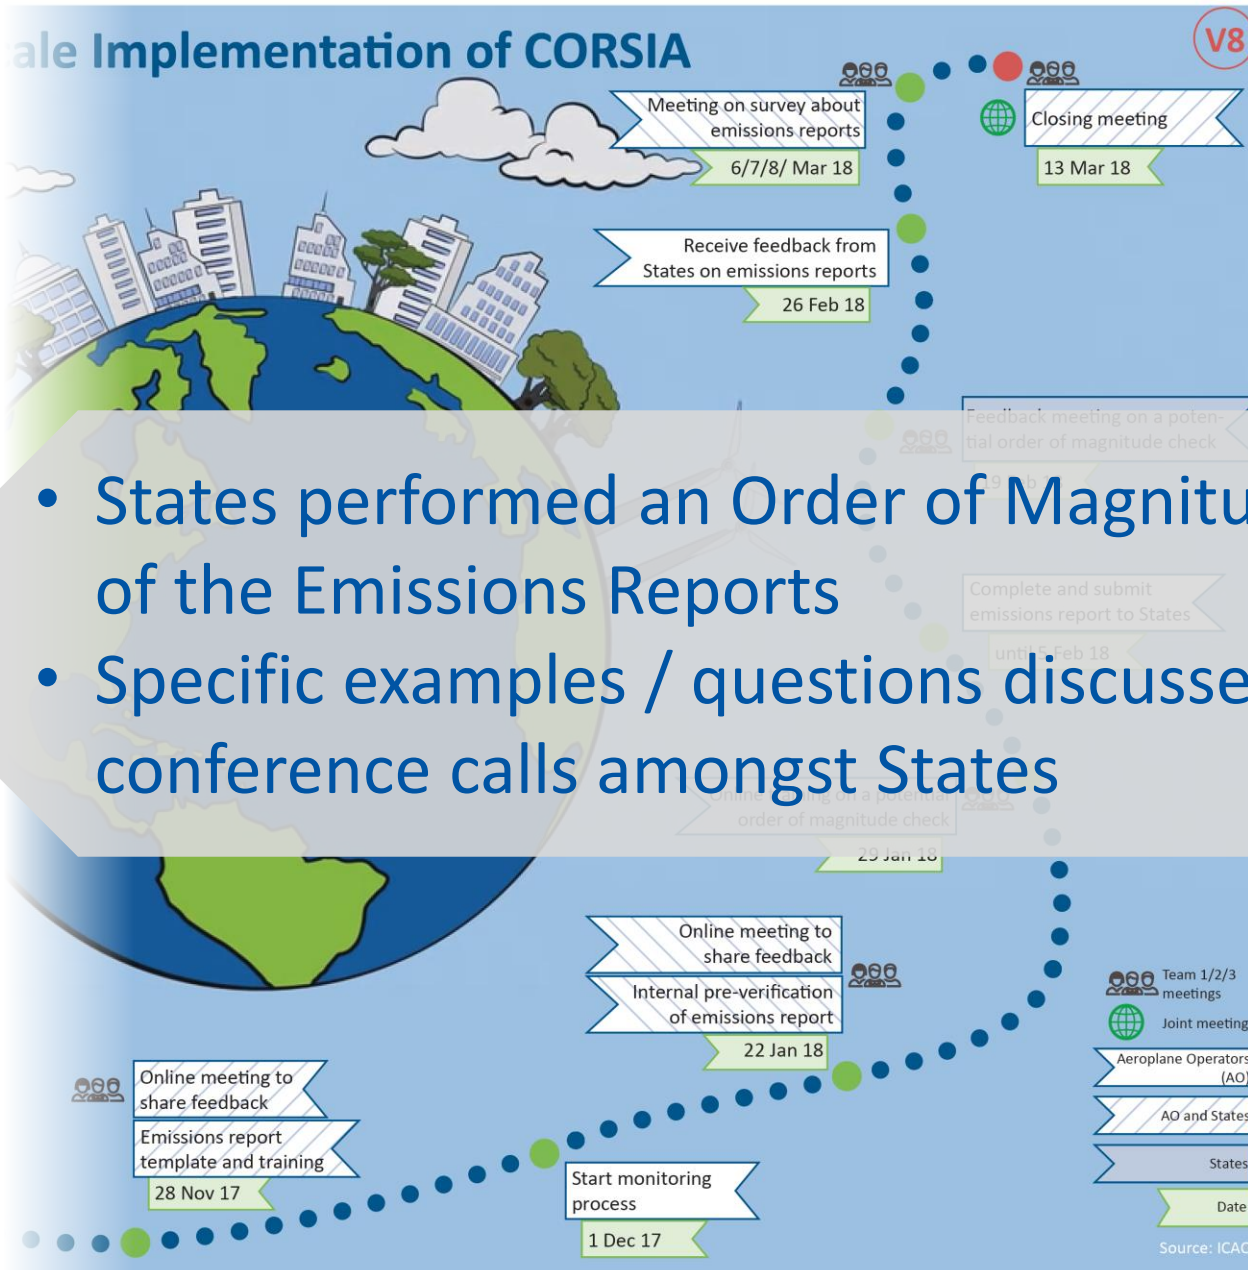 ale Implementation of CORSIA
V8
Meeting on survey about
emissions reports
6/7/8/ Mar 18
Closing meeting
13 Mar 18
Receive feedback from
States on emissions reports
26 Feb 18
Feedback meeting on a poten-
tial order of magnitude check
19 Feb
• States performed an Order of Magnitu
of the Emissions Reports
• Specific examples / questions discusse
conference calls amongst States
Complete and submit
emissions report to States
until 5 Feb 18
on a potential
order of magnitude check
29 Jan 18
Online meeting to
share feedback
Internal pre-verification
of emissions report
22 Jan 18
Online meeting to
share feedback
Emissions report
template and training
28 Nov 17
Start monitoring
process
1 Dec 17
Team 1/2/3
meetings
Joint meeting
Aeroplane Operators
(AO)
AO and States
States
Date
Source: ICAO